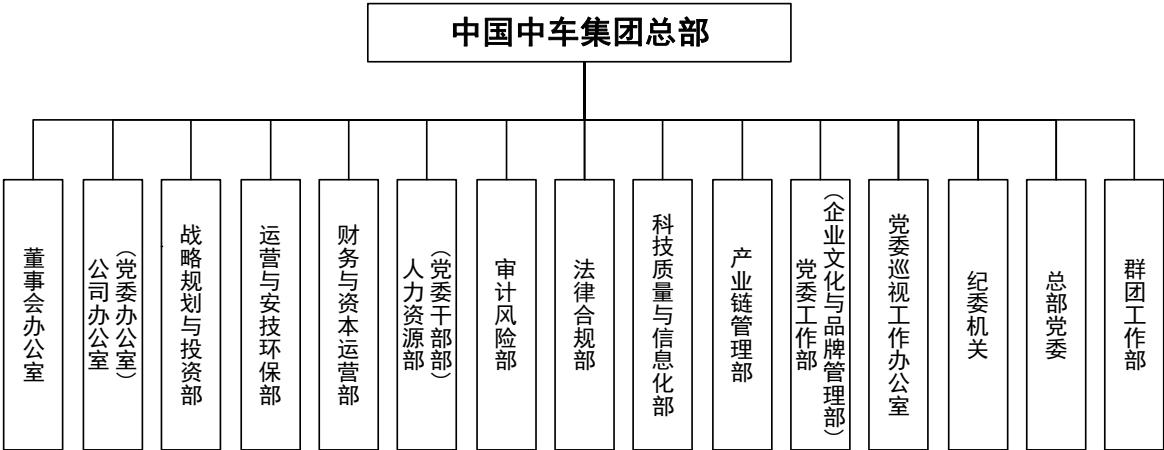 中国中车集团总部
董事会办公室
公司办公室
（党委办公室）
战略规划与投资部
运营与安技环保部
财务与资本运营部
人力资源部
（党委干部部）
审计风险部
法律合规部
科技质量与信息化部
产业链管理部
党委工作部
（企业文化与品牌管理部）
党委巡视工作办公室
纪委机关
总部党委
群团工作部